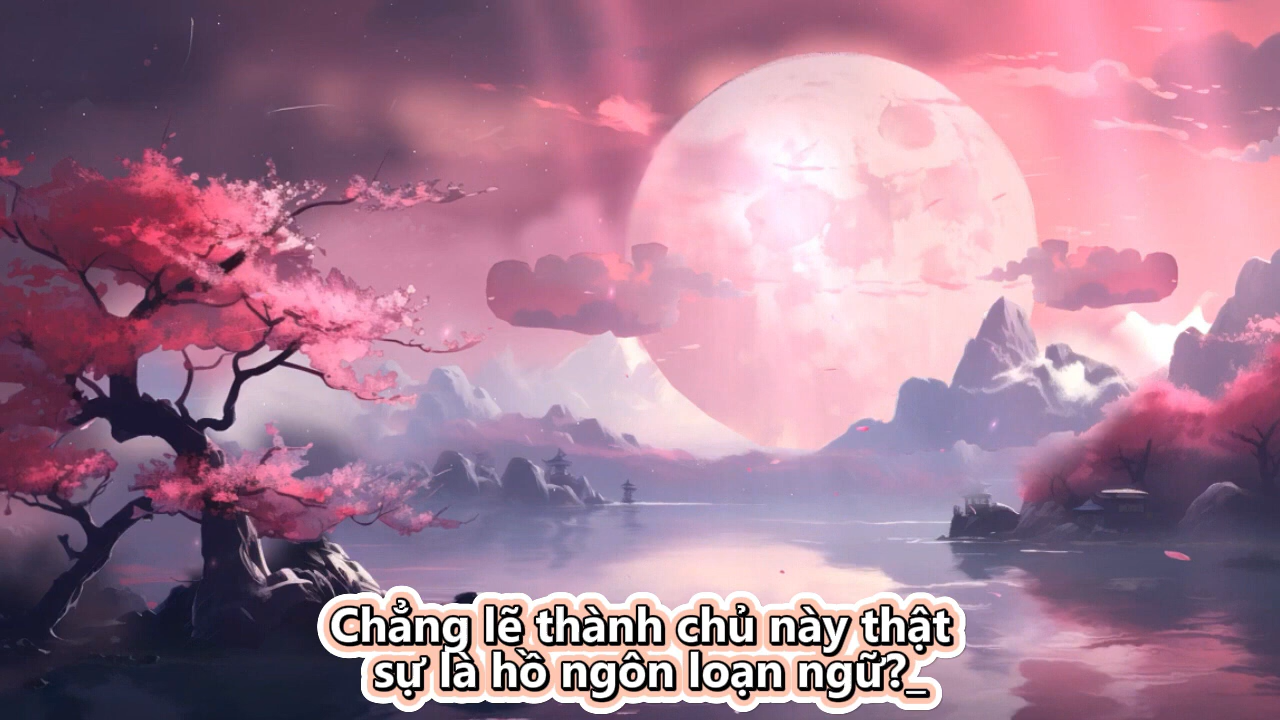 Chẳng lẽ thành chủ này thật
sự là hồ ngôn loạn ngữ?_